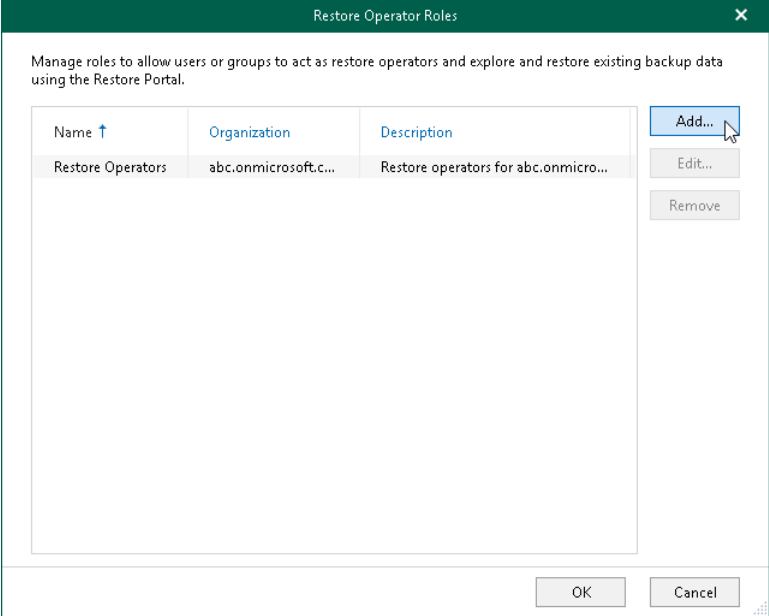 Restore Operator Roles
Manage roles to allow users or groups to act as restore operators and explore and restore existing backup data
using the Restore Portal.
Name Organization Description
Restore Operators abc.onmicrosoft.c... Restore operators for abc.onmicro...
Add...
Edit...
Remove
OK Cancel